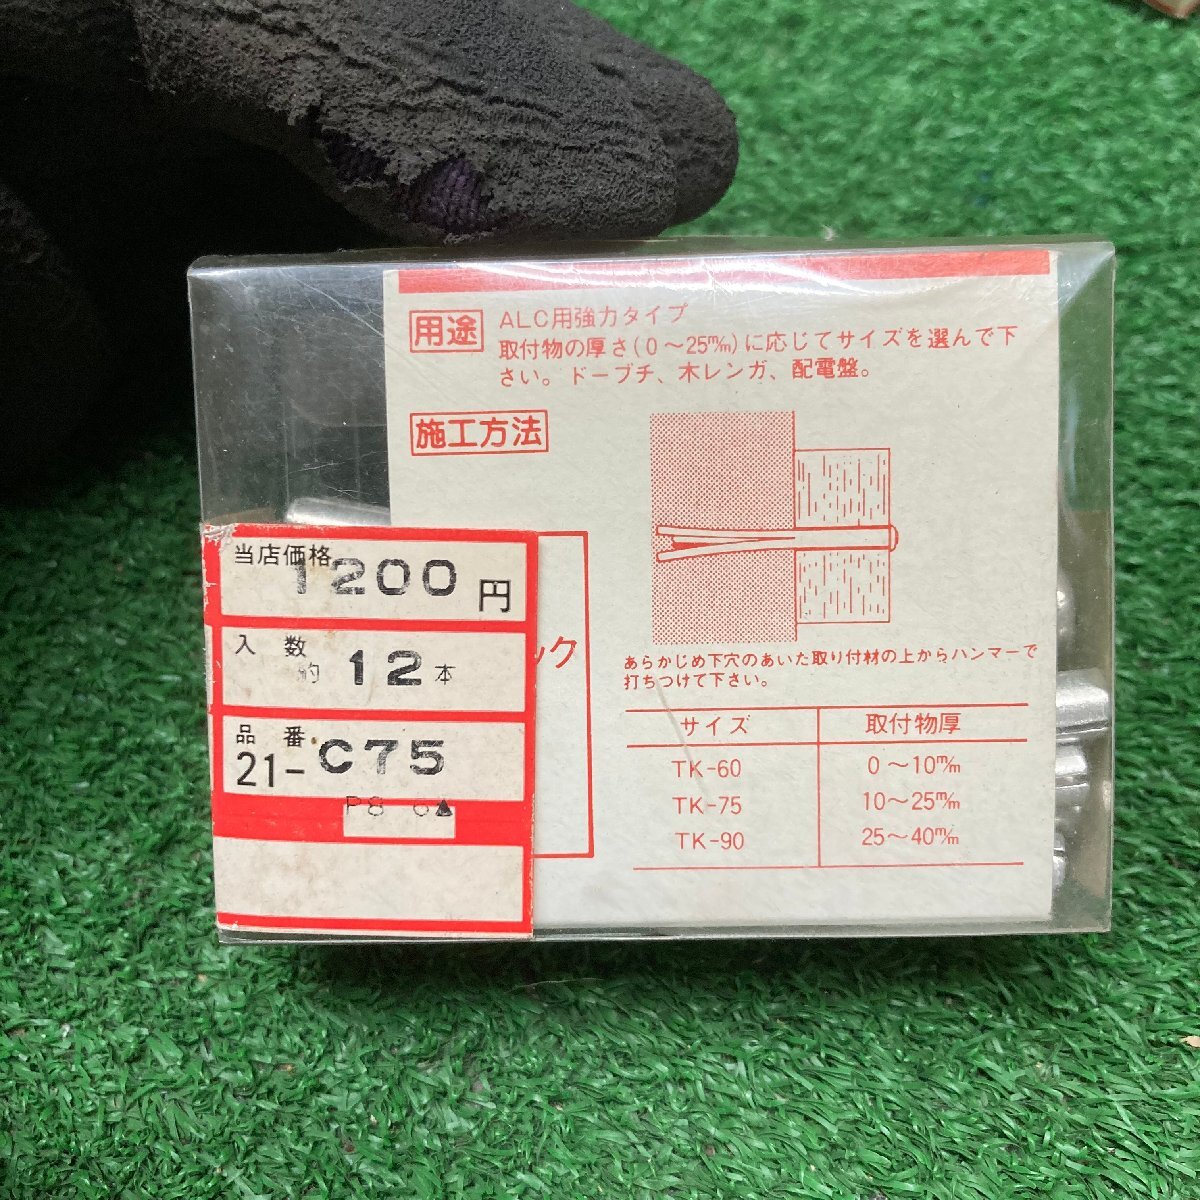 用途
ALC用強力タイプ
取付物の厚さ(0〜25m/m)に応じてサイズを選んで下
さい。ドーブチ、木レンガ、配電盤。
施工方法
ック
あらかじめ下穴のあいた取り付材の上からハンマーで
打ちつけて下さい。
サイズ 取付物厚
TK-60 0〜10m/m
TK-75 10〜25m/m
TK-90 25〜40m/m
当店価格
1200円
入数
約12本
品番
21-C75
P8 6▲